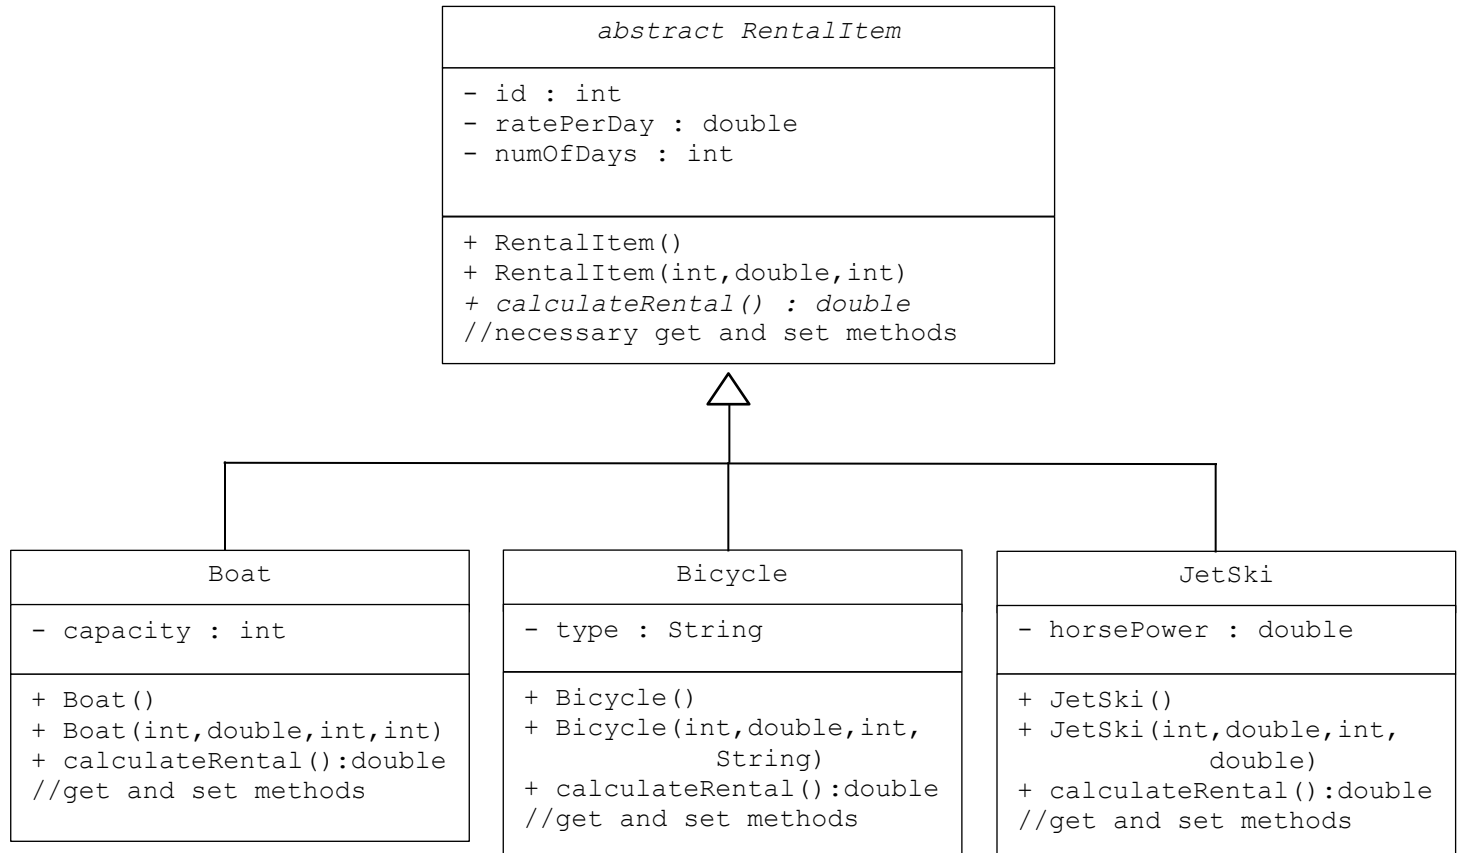 abstract RentalItem
- id : int
- ratePerDay : double
- numOfDays : int
+ RentalItem()
+ RentalItem(int,double,int)
+ calculateRental() : double
//necessary get and set methods
Boat
- capacity : int
+ Boat()
+ Boat(int,double,int,int)
+ calculateRental():double
//get and set methods
Bicycle
- type : String
+ Bicycle()
+ Bicycle(int,double,int,
String)
+ calculateRental():double
//get and set methods
JetSki
- horsePower : double
+ JetSki()
+ JetSki(int,double,int,
double)
+ calculateRental():double
//get and set methods